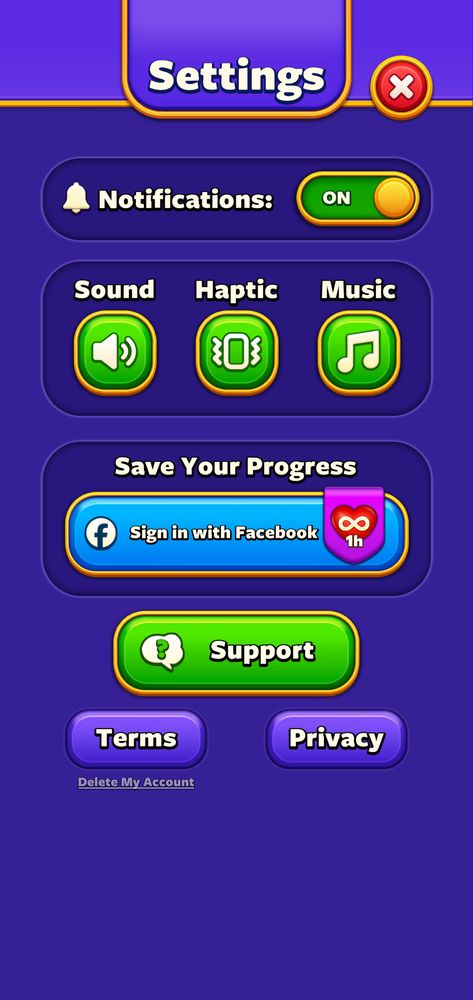 Settings
Notifications:
ON
Sound
Haptic
Music
Save Your Progress
Sign in with Facebook
1h
Support
Terms
Privacy
Delete My Account